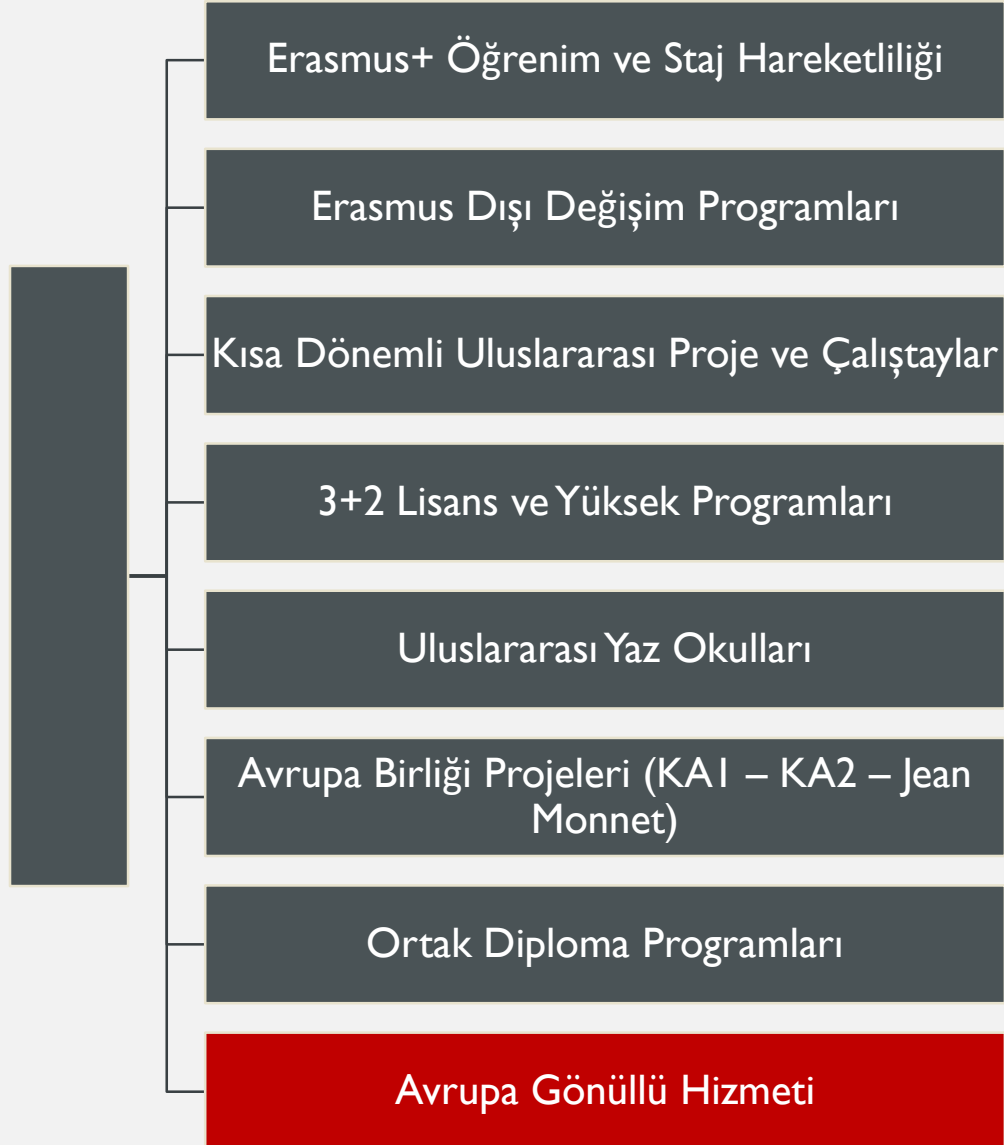 Erasmus+ Öğrenim ve Staj Hareketliliği
Erasmus Dışı Değişim Programları
Kısa Dönemli Uluslararası Proje ve Çalıştaylar
3+2 Lisans ve Yüksek Programları
Uluslararası Yaz Okulları
Avrupa Birliği Projeleri (KA1 – KA2 – Jean
Monnet)
Ortak Diploma Programları
Avrupa Gönüllü Hizmeti